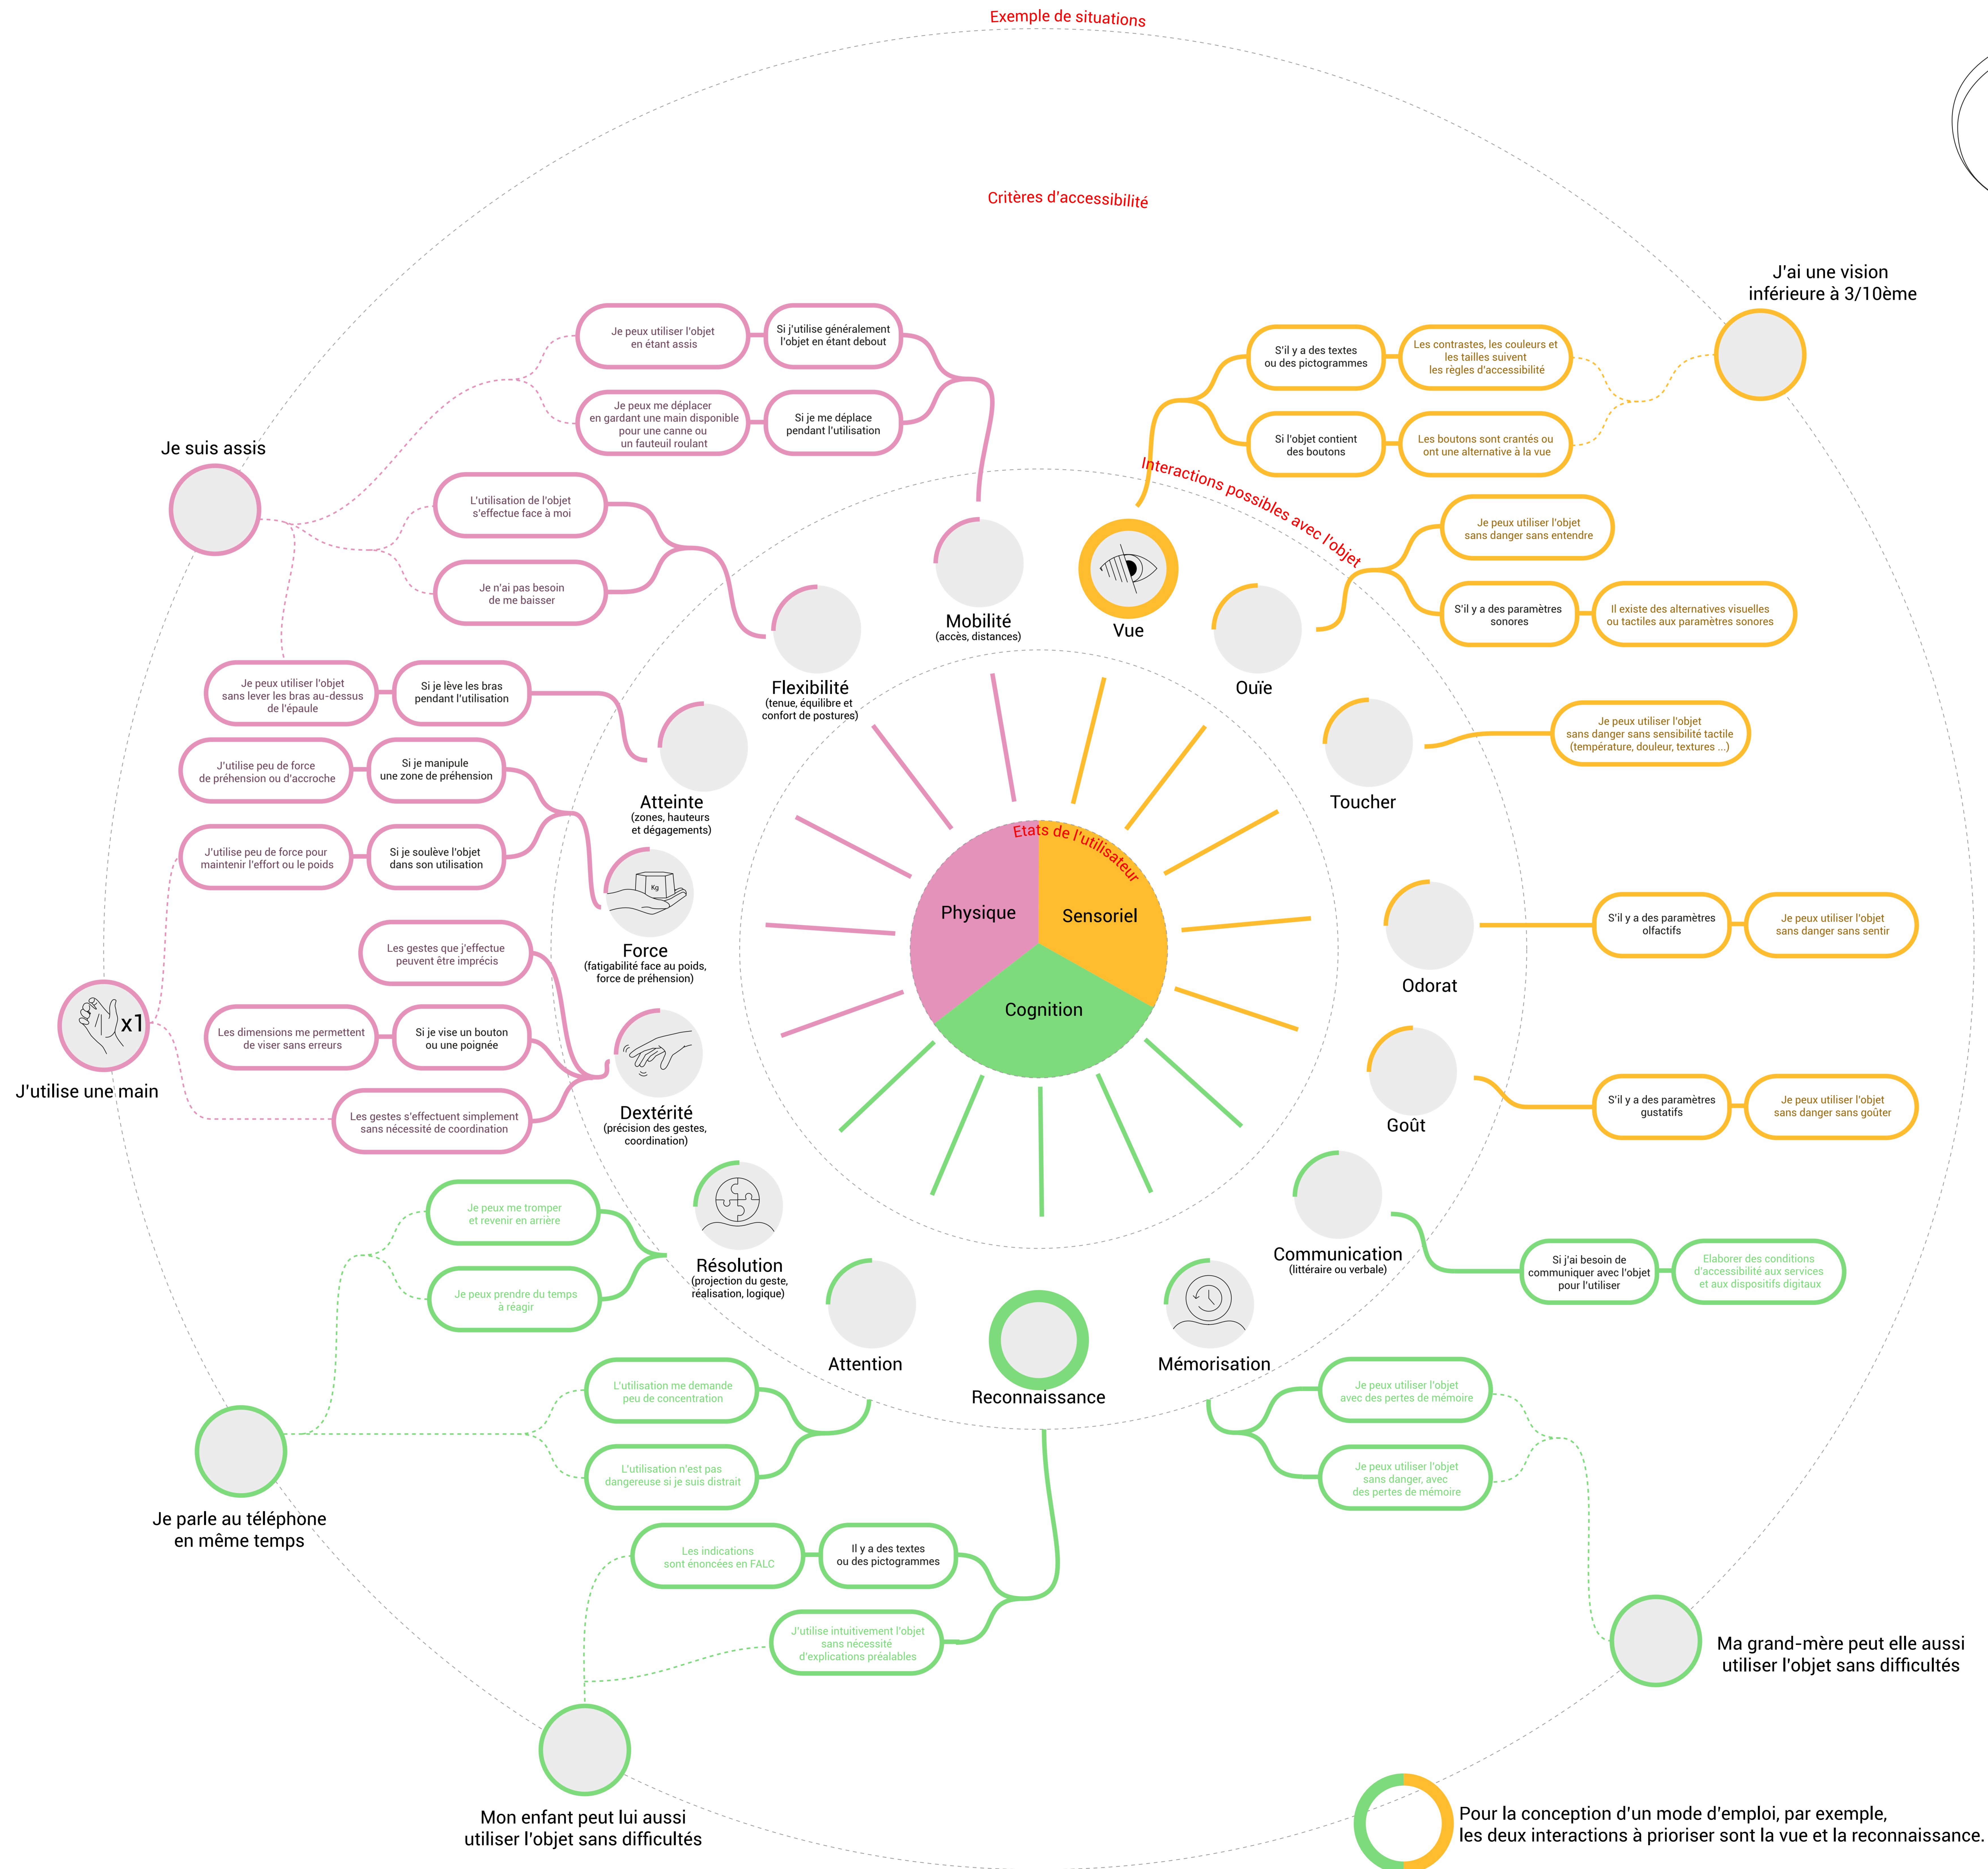 Exemple de situations
Critères d'accessibilité
J'ai une vision
inférieure à 3/10ème
Je peux utiliser l'objet
en étant assis
Si j'utilise généralement
l'objet en étant debout
S'il y a des textes
ou des pictogrammes
Les contrastes, les couleurs et
les tailles suivent
les règles d'accessibilité
Je peux me déplacer
en gardant une main disponible
pour une canne ou
un fauteuil roulant
Si je me déplace
pendant l'utilisation
Si l'objet contient
des boutons
Les boutons sont crantés ou
ont une alternative à la vue
Je suis assis
Interactions possibles avec l'objet
L'utilisation de l'objet
s'effectue face à moi
Je peux utiliser l'objet
sans danger sans entendre
Je n'ai pas besoin
de me baisser
S'il y a des paramètres
sonores
Il existe des alternatives visuelles
ou tactiles aux paramètres sonores
Mobilité
(accès, distances)
Vue
Flexibilité
(tenue, équilibre et
confort de postures)
Ouïe
Je peux utiliser l'objet
sans lever les bras au-dessus
de l'épaule
Si je lève les bras
pendant l'utilisation
Je peux utiliser l'objet
sans danger sans sensibilité tactile
(température, douleur, textures ...)
J'utilise peu de force
de préhension ou d'accroche
Si je manipule
une zone de préhension
Atteinte
(zones, hauteurs
et dégagements)
Toucher
Etats de l'utilisateur
J'utilise peu de force pour
maintenir l'effort ou le poids
Si je soulève l'objet
dans son utilisation
Kg
Physique
Sensoriel
Cognition
S'il y a des paramètres
olfactifs
Je peux utiliser l'objet
sans danger sans sentir
Force
(fatigabilité face au poids,
force de préhension)
Les gestes que j'effectue
peuvent être imprécis
Odorat
x1
J'utilise une main
Les dimensions me permettent
de viser sans erreurs
Si je vise un bouton
ou une poignée
Les gestes s'effectuent simplement
sans nécessité de coordination
Dextérité
(précision des gestes,
coordination)
Goût
S'il y a des paramètres
gustatifs
Je peux utiliser l'objet
sans danger sans goûter
Je peux me tromper
et revenir en arrière
Je peux prendre du temps
à réagir
Résolution
(projection du geste,
réalisation, logique)
Communication
(littéraire ou verbale)
Si j'ai besoin de
communiquer avec l'objet
pour l'utiliser
Elaborer des conditions
d'accessibilité aux services
et aux dispositifs digitaux
Attention
Reconnaissance
Mémorisation
L'utilisation me demande
peu de concentration
Je peux utiliser l'objet
avec des pertes de mémoire
L'utilisation n'est pas
dangereuse si je suis distrait
Je peux utiliser l'objet
sans danger, avec
des pertes de mémoire
Je parle au téléphone
en même temps
Les indications
sont énoncées en FALC
Il y a des textes
ou des pictogrammes
J'utilise intuitivement l'objet
sans nécessité
d'explications préalables
Ma grand-mère peut elle aussi
utiliser l'objet sans difficultés
Mon enfant peut lui aussi
utiliser l'objet sans difficultés
Pour la conception d'un mode d'emploi, par exemple,
les deux interactions à prioriser sont la vue et la reconnaissance.